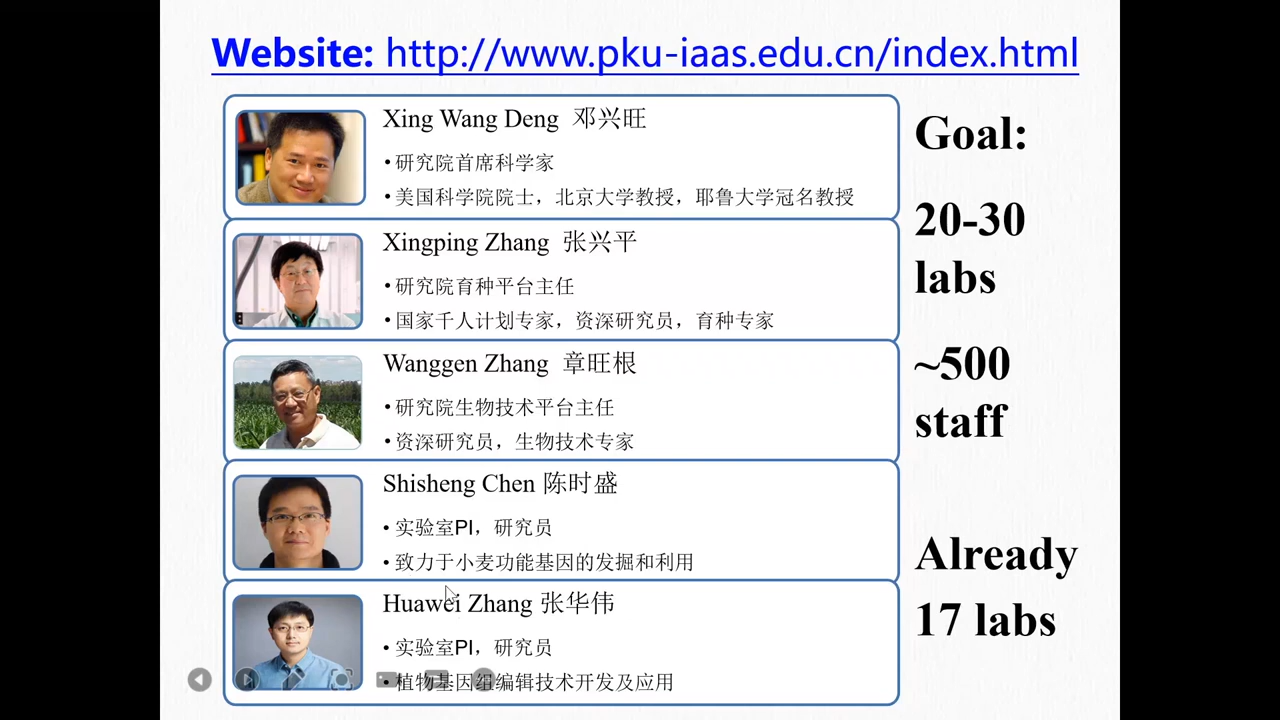 Website: http://www.pku-iaas.edu.cn/index.html
Xing Wang Deng 邓兴旺
•研究院首席科学家
•美国科学院院士，北京大学教授，耶鲁大学冠名教授
Xingping Zhang 张兴平
•研究院育种平台主任
•国家千人计划专家，资深研究员，育种专家
Wanggen Zhang 章旺根
•研究院生物技术平台主任
•资深研究员，生物技术专家
Shisheng Chen 陈时盛
•实验室PI，研究员
•致力于小麦功能基因的发掘和利用
Huawei Zhang 张华伟
•实验室PI，研究员
•植物基因组编辑技术开发及应用
Goal:
20-30
labs
~500
staff
Already
17 labs